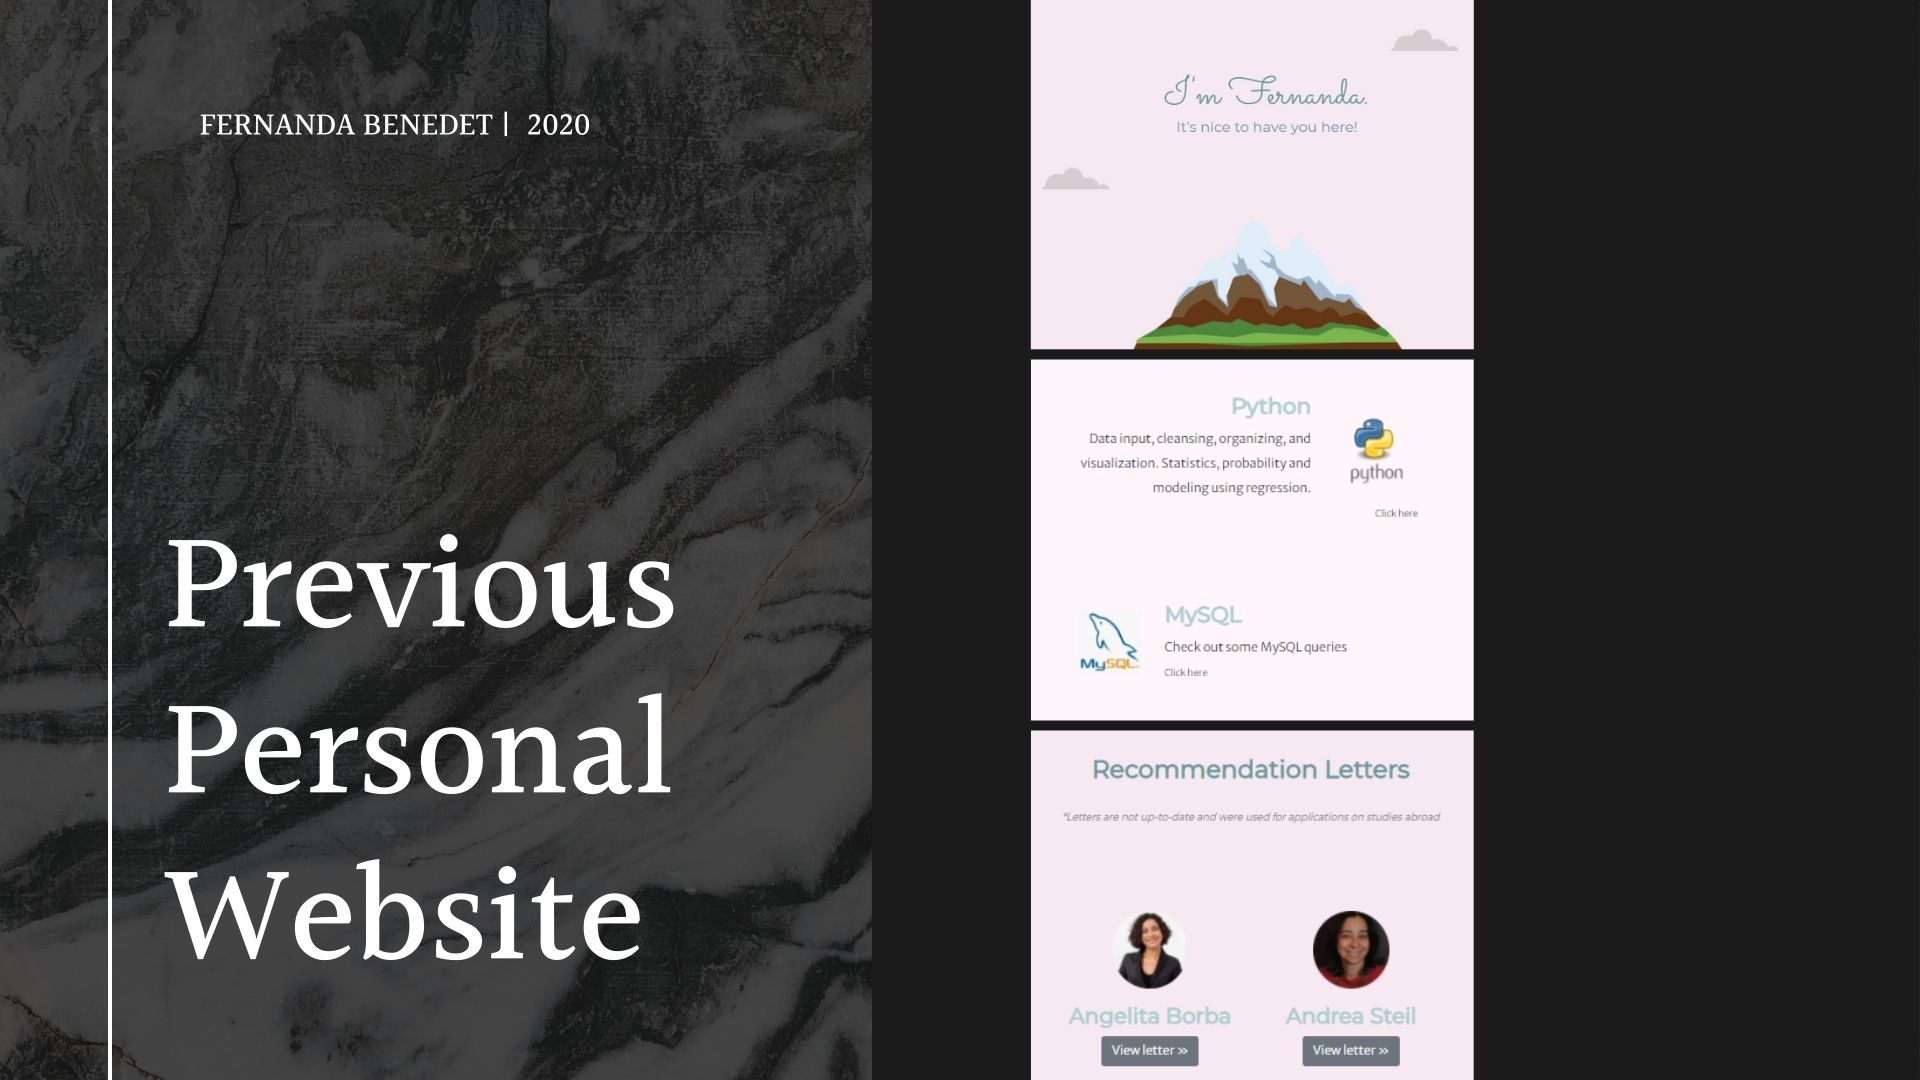 FERNANDA BENEDET | 2020
Previous
Personal
Website
I'm Fernanda.
It's nice to have you here!
Python
Data input, cleansing, organizing, and
visualization. Statistics, probability and
modeling using regression.
python
Click here
MySQL
Check out some MySQL queries
Click here
MySQL
Recommendation Letters
*Letters are not up-to-date and were used for applications on studies abroad
Angelita Borba
View letter »
Andrea Steil
View letter »